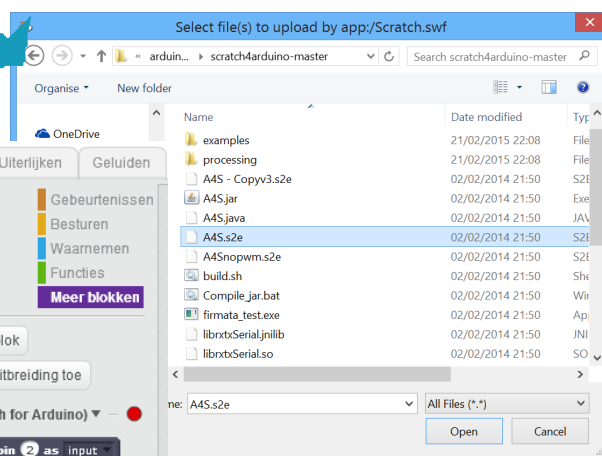 Select file(s) to upload by app:/Scratch.swf
« arduin... scratch4arduino-master
Search scratch4arduino-master
Organise
New folder
OneDrive
Name
Date modified
Typ
examples 21/02/2015 22:08 File
processing 21/02/2015 22:08 File
A4S - Copyv3.s2e 02/02/2014 21:50 S2E
A4S.jar 02/02/2014 21:50 Exe
A4S.java 02/02/2014 21:50 JAV
A4S.s2e 02/02/2014 21:50 S2E
A4Snopwm.s2e 02/02/2014 21:50 S2E
build.sh 02/02/2014 21:50 She
Compile_jar.bat 02/02/2014 21:50 Win
firmata_test.exe 02/02/2014 21:50 Ap
librxtxSerial.jnilib 02/02/2014 21:50 JNI
librxtxSerial.so 02/02/2014 21:50 SO
me: A4S.s2e
All Files (*.*)
Open
Cancel
Uiterlijken
Geluiden
Gebeurtenissen
Besturen
Waarnemen
Functies
Meer blokken
lok
itbreiding toe
h for Arduino)
pin 2 as input